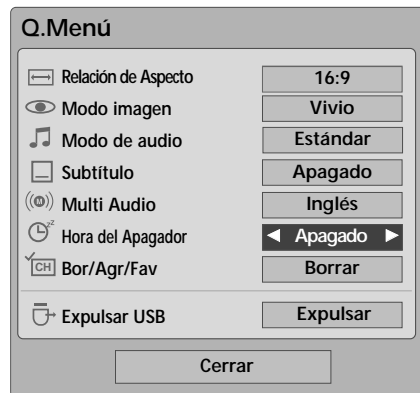 Q.Menú
Relación de Aspecto 16:9
Modo imagen Vivio
Modo de audio Estándar
Subtítulo Apagado
Multi Audio Inglés
Hora del Apagador ◄ Apagado ►
CH Bor/Agr/Fav Borrar
Expulsar USB Expulsar
Cerrar